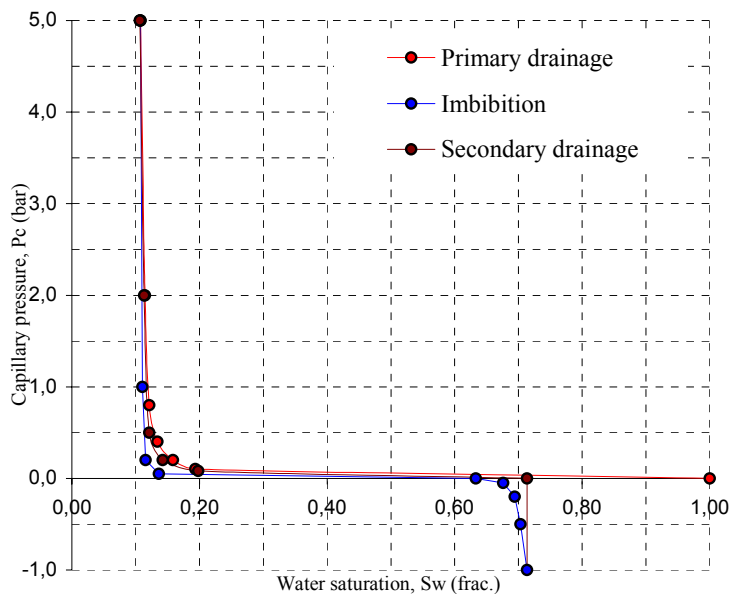 5,0
4,0
3,0
2,0
1,0
0,0
-1,0
Capillary pressure, Pc (bar)
Primary drainage
Imbibition
Secondary drainage
0,00 0,20 0,40 0,60 0,80 1,00
Water saturation, Sw (frac.)